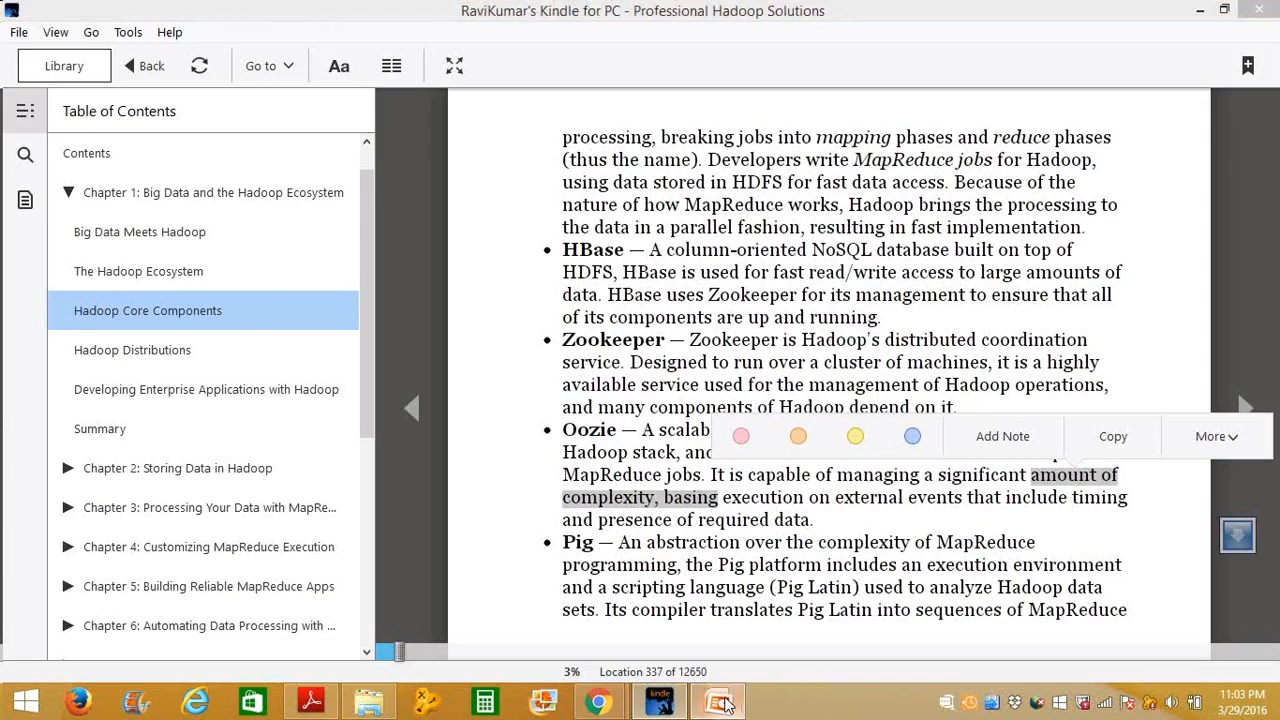 RaviKumar's Kindle for PC - Professional Hadoop Solutions
File View Go Tools Help
Library Back Go to Aa
Table of Contents
Contents
Chapter 1: Big Data and the Hadoop Ecosystem
Big Data Meets Hadoop
The Hadoop Ecosystem
Hadoop Core Components
Hadoop Distributions
Developing Enterprise Applications with Hadoop
Summary
Chapter 2: Storing Data in Hadoop
Chapter 3: Processing Your Data with MapRe...
Chapter 4: Customizing MapReduce Execution
Chapter 5: Building Reliable MapReduce Apps
Chapter 6: Automating Data Processing with ...
processing, breaking jobs into mapping phases and reduce phases
(thus the name). Developers write MapReduce jobs for Hadoop,
using data stored in HDFS for fast data access. Because of the
nature of how MapReduce works, Hadoop brings the processing to
the data in a parallel fashion, resulting in fast implementation.
• HBase — A column-oriented NoSQL database built on top of
HDFS, HBase is used for fast read/write access to large amounts of
data. HBase uses Zookeeper for its management to ensure that all
of its components are up and running.
• Zookeeper — Zookeeper is Hadoop's distributed coordination
service. Designed to run over a cluster of machines, it is a highly
available service used for the management of Hadoop operations,
and many components of Hadoop depend on it.
• Oozie — A scalab
Add Note Copy More
Hadoop stack, and
MapReduce jobs. It is capable of managing a significant amount of
complexity, basing execution on external events that include timing
and presence of required data.
• Pig — An abstraction over the complexity of MapReduce
programming, the Pig platform includes an execution environment
and a scripting language (Pig Latin) used to analyze Hadoop data
sets. Its compiler translates Pig Latin into sequences of MapReduce
3% Location 337 of 12650
kindle
11:03 PM
3/29/2016